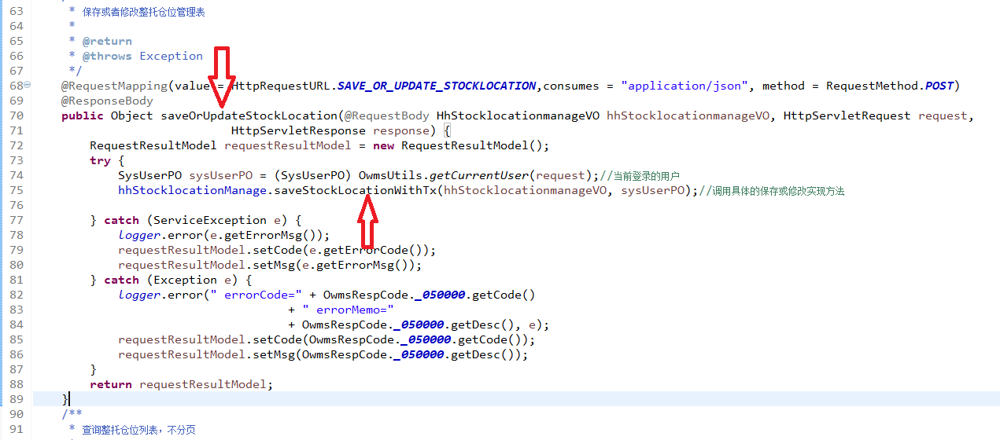 63 * 保存或者修改整托仓位管理表
64 *
65 * @return
66 * @throws Exception
67 */
68 @RequestMapping(value = HttpRequestURL.SAVE_OR_UPDATE_STOCKLOCATION,consumes = "application/json", method = RequestMethod.POST)
69 @ResponseBody
70 public Object saveOrUpdateStockLocation(@RequestBody HhStocklocationmanageVO hhStocklocationmanageVO, HttpServletRequest request,
71 HttpServletResponse response) {
72 RequestResultModel requestResultModel = new RequestResultModel();
73 try {
74 SysUserPO sysUserPO = (SysUserPO) OwmsUtils.getCurrentUser(request);//当前登录的用户
75 hhStocklocationManage.saveStockLocationWithTx(hhStocklocationmanageVO, sysUserPO);//调用具体的保存或修改实现方法
76
77 } catch (ServiceException e) {
78 logger.error(e.getErrorMsg());
79 requestResultModel.setCode(e.getErrorCode());
80 requestResultModel.setMsg(e.getErrorMsg());
81 } catch (Exception e) {
82 logger.error(" errorCode=" + OwmsRespCode._050000.getCode()
83 + " errorMemo="
84 + OwmsRespCode._050000.getDesc(), e);
85 requestResultModel.setCode(OwmsRespCode._050000.getCode());
86 requestResultModel.setMsg(OwmsRespCode._050000.getDesc());
87 }
88 return requestResultModel;
89 }
90 /**
91 * 查询整托仓位列表，不分页